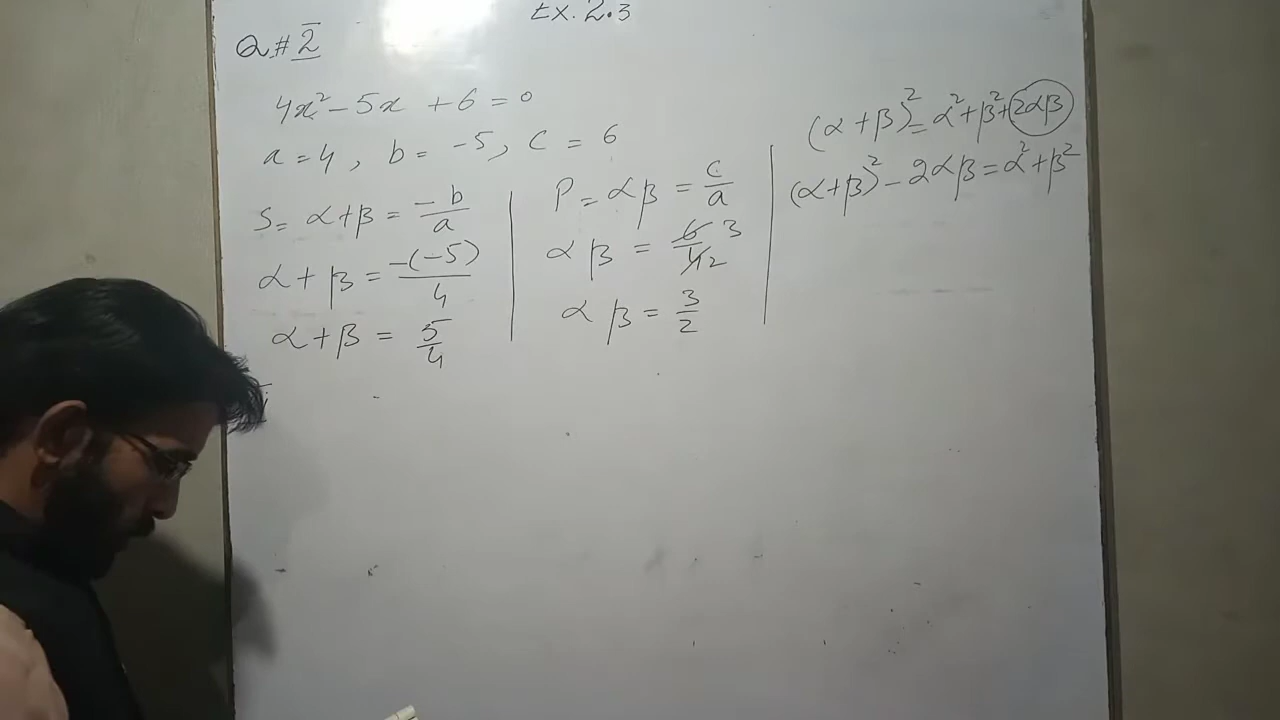 Ex. 2.3
Q # 2
4x² - 5x + 6 = 0
a = 4, b = -5, c = 6
S = α + β = -b/a
α + β = -(-5)/4
α + β = 5/4
i
P = αβ = c/a
αβ = 6/4 3/2
αβ = 3/2
(α + β)² = α² + β² + 2αβ
(α + β)² - 2αβ = α² + β²